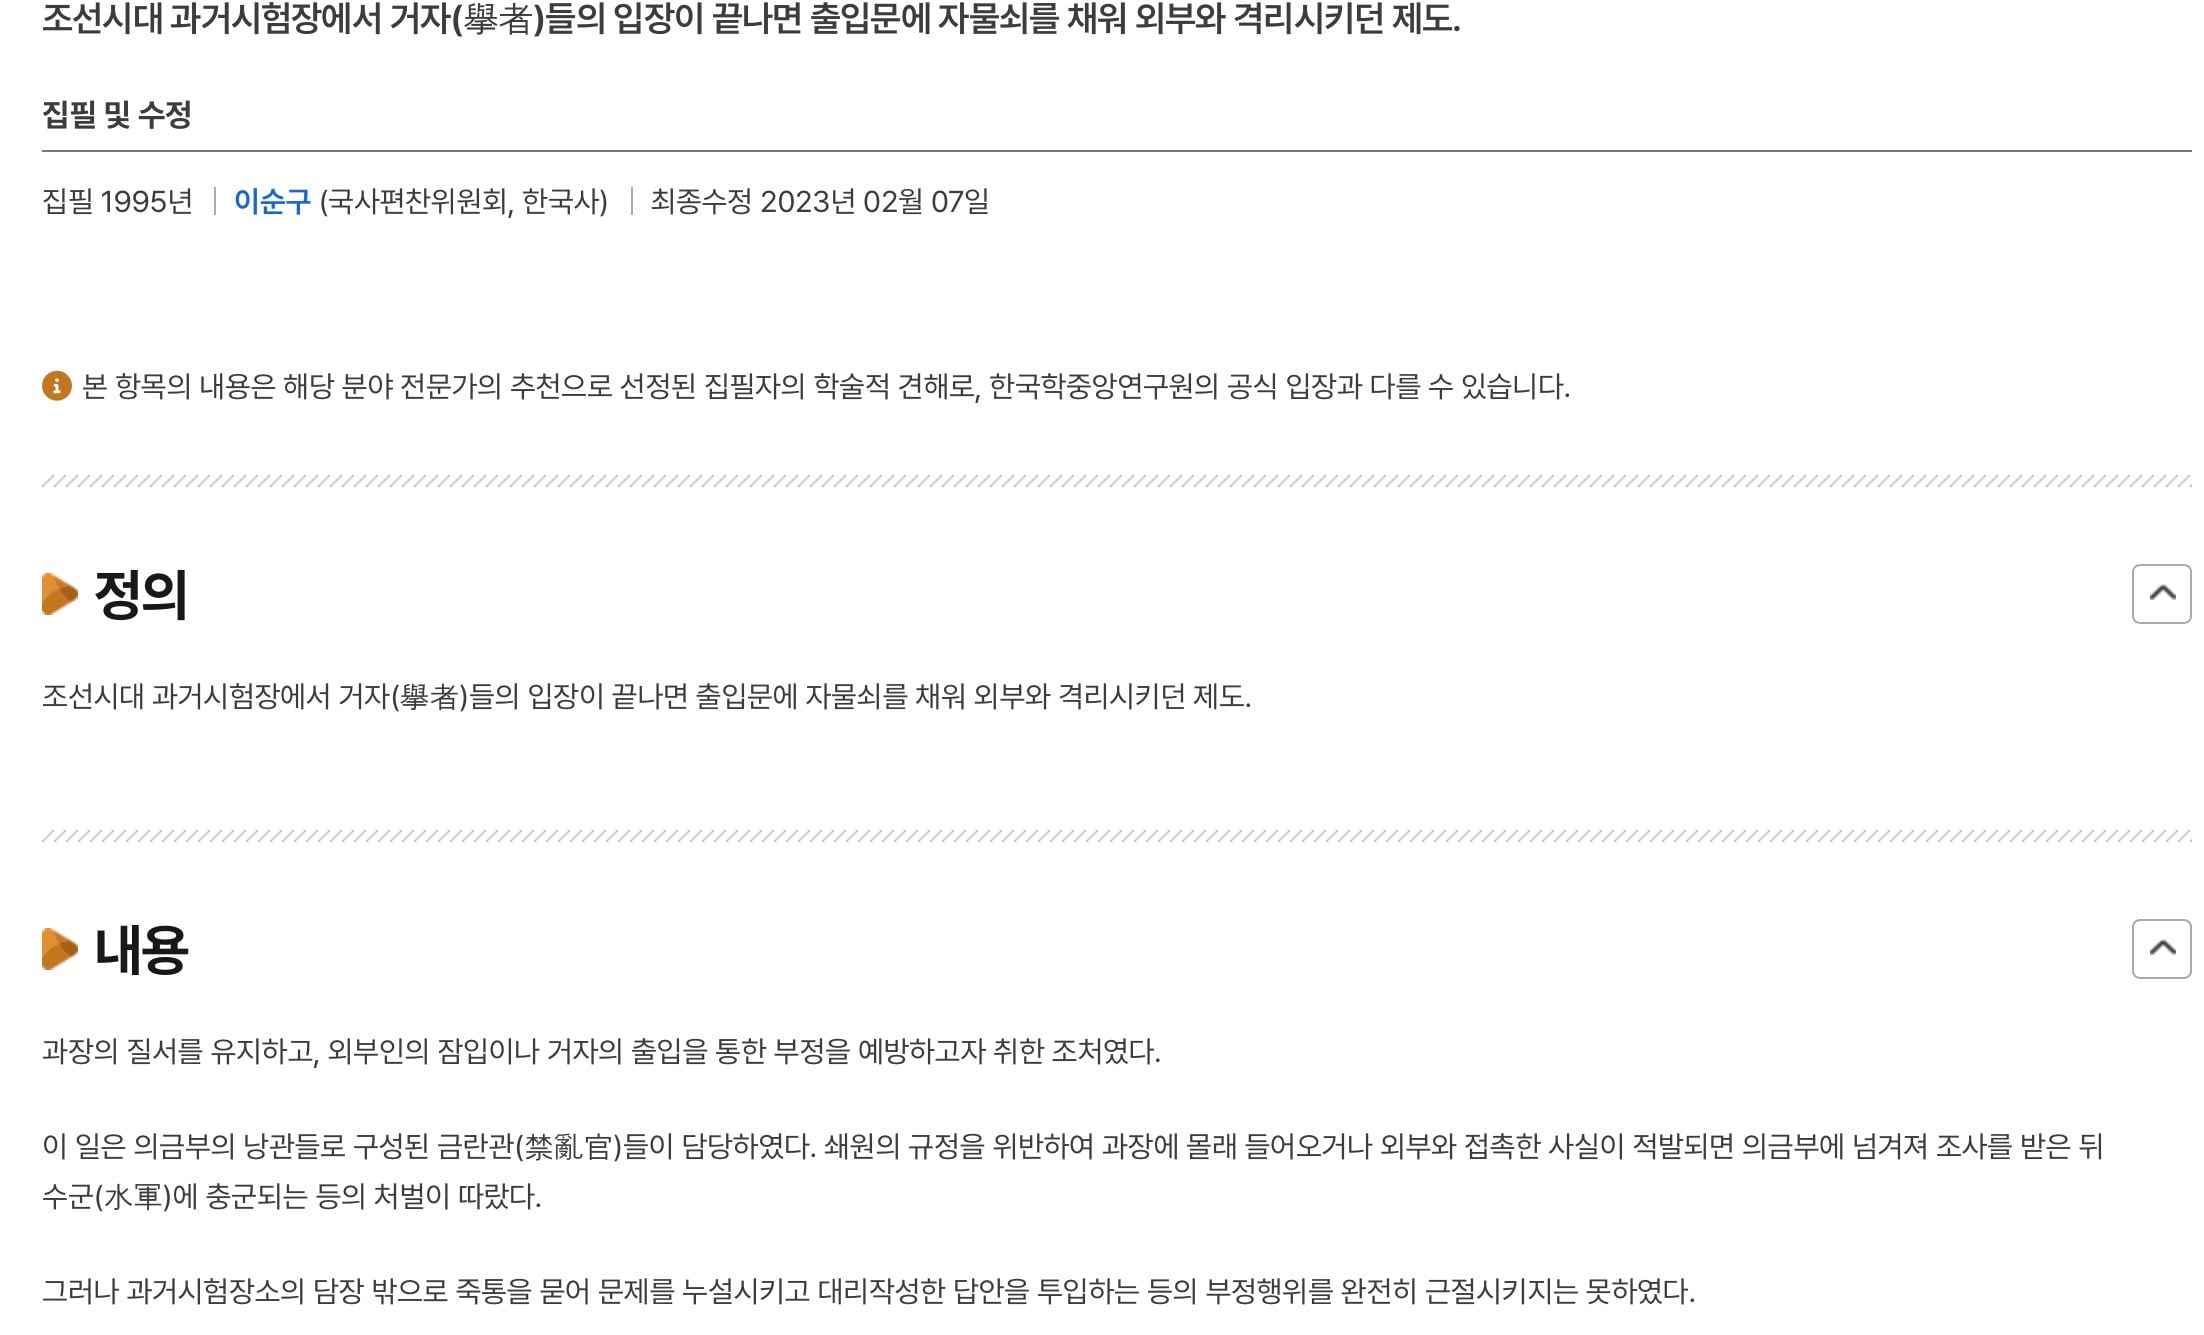 조선시대 과거시험장에서 거자(擧者)들의 입장이 끝나면 출입문에 자물쇠를 채워 외부와 격리시키던 제도.
집필 및 수정
집필 1995년 | 이순구 (국사편찬위원회, 한국사) | 최종수정 2023년 02월 07일
본 항목의 내용은 해당 분야 전문가의 추천으로 선정된 집필자의 학술적 견해로, 한국학중앙연구원의 공식 입장과 다를 수 있습니다.
정의
조선시대 과거시험장에서 거자(擧者)들의 입장이 끝나면 출입문에 자물쇠를 채워 외부와 격리시키던 제도.
내용
과장의 질서를 유지하고, 외부인의 잠입이나 거자의 출입을 통한 부정을 예방하고자 취한 조처였다.
이 일은 의금부의 낭관들로 구성된 금란관(禁亂官)들이 담당하였다. 쇄원의 규정을 위반하여 과장에 몰래 들어오거나 외부와 접촉한 사실이 적발되면 의금부에 넘겨져 조사를 받은 뒤
수군(水軍)에 충군되는 등의 처벌이 따랐다.
그러나 과거시험장소의 담장 밖으로 죽통을 묻어 문제를 누설시키고 대리작성한 답안을 투입하는 등의 부정행위를 완전히 근절시키지는 못하였다.